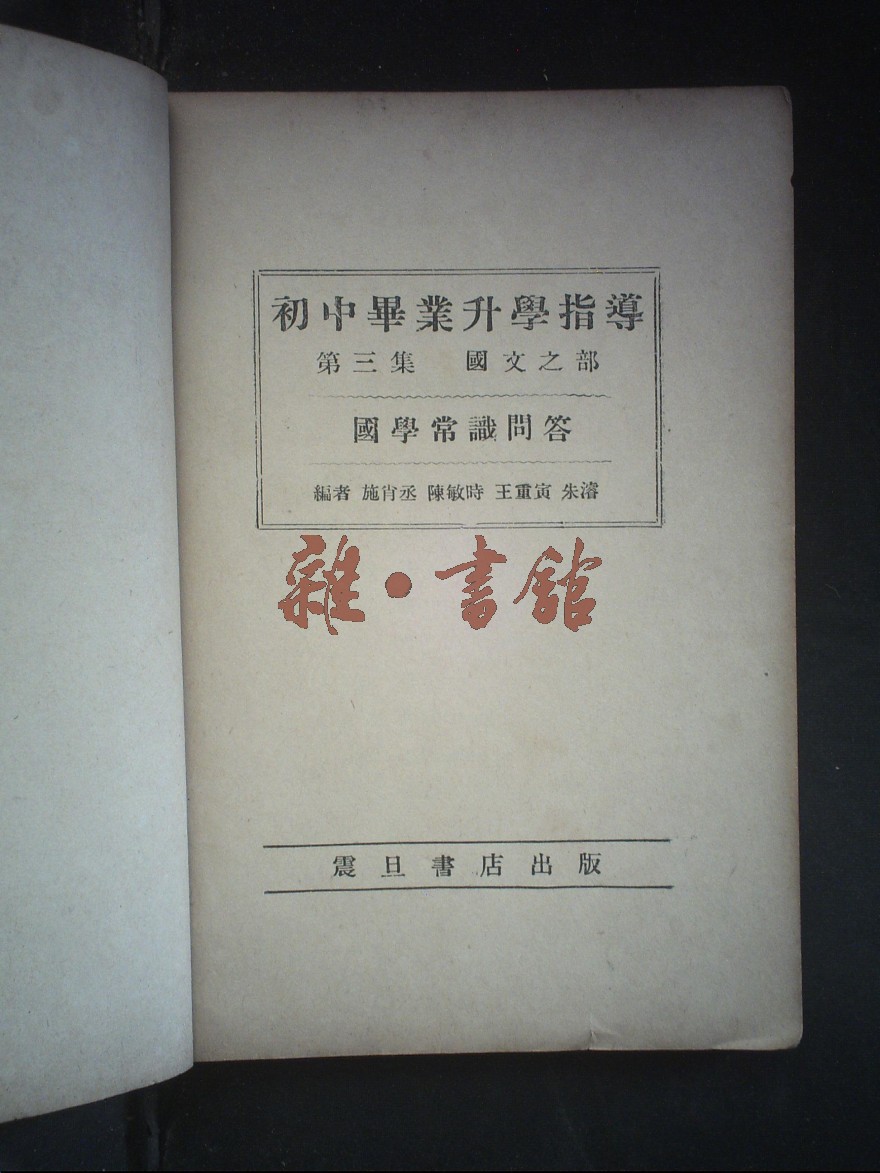 初中畢業升學指導
第三集 國文之部
國學常識問答
編者 施肖丞 陳敏時 王重寅 朱濬
雜·書館
震旦書店出版